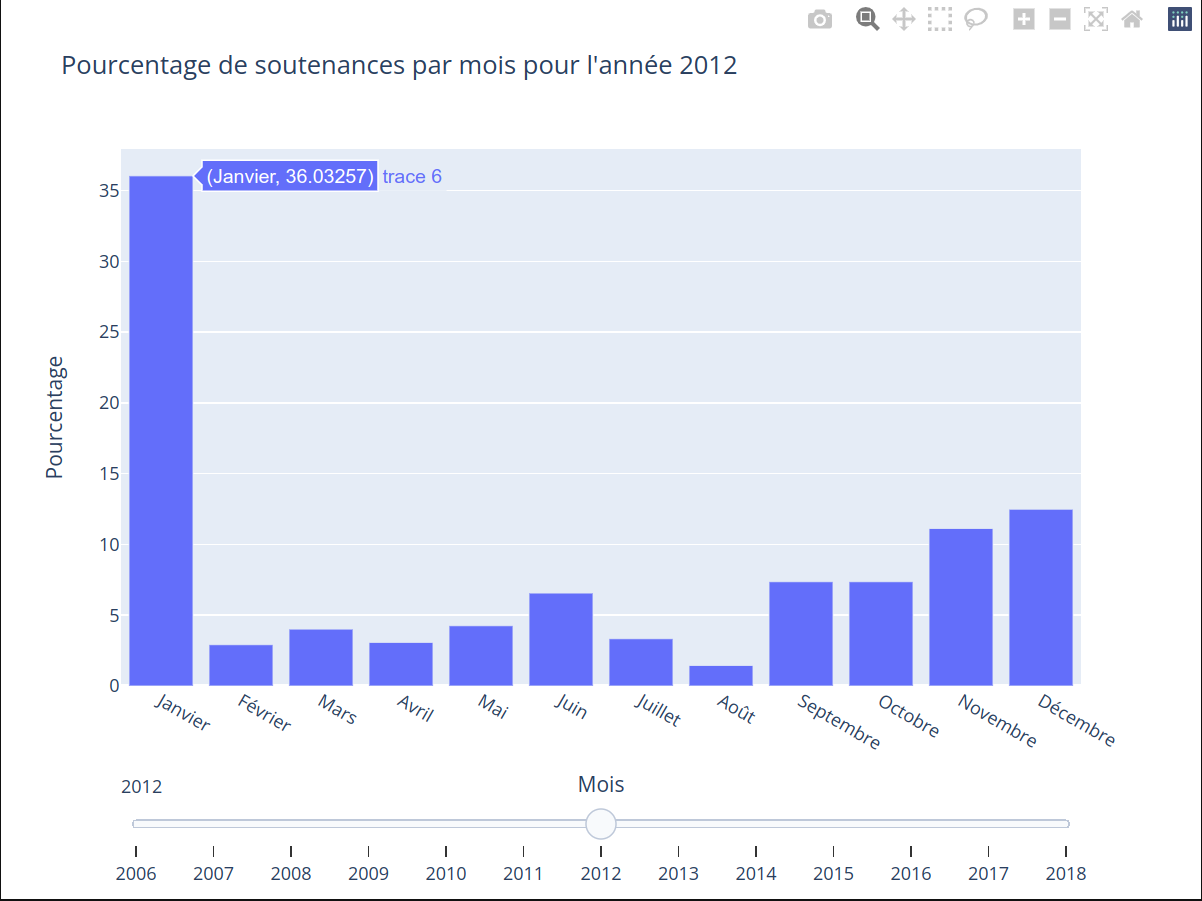 Pourcentage de soutenances par mois pour l'année 2012
(Janvier, 36.03257) trace 6
35
30
25
20
15
10
5
0
Pourcentage
Janvier Février Mars Avril Mai Juin Juillet Août Septembre Octobre Novembre Décembre
Mois
2012
2006 2007 2008 2009 2010 2011 2012 2013 2014 2015 2016 2017 2018